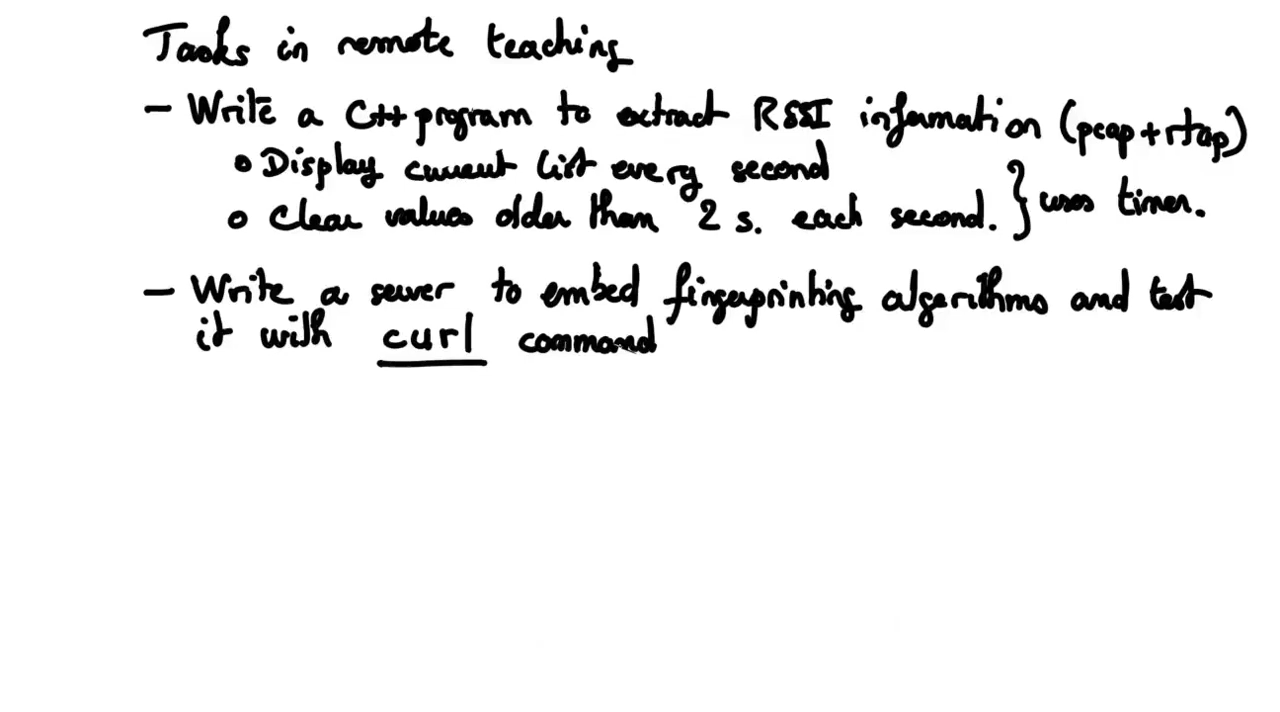 Tasks in remote teaching
- Write a C++ program to extract RSSI information (pcap+rtap)
o Display current list every second
o Clear values older than 2 s. each second. } uses timer.
- Write a server to embed fingerprinting algorithms and test
it with curl command